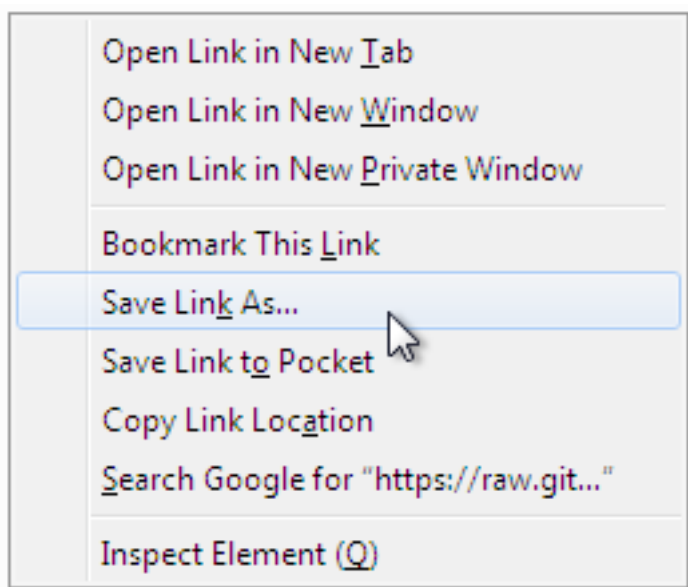 Open Link in New Tab
Open Link in New Window
Open Link in New Private Window
Bookmark This Link
Save Link As...
Save Link to Pocket
Copy Link Location
Search Google for “https://raw.git...”
Inspect Element (Q)